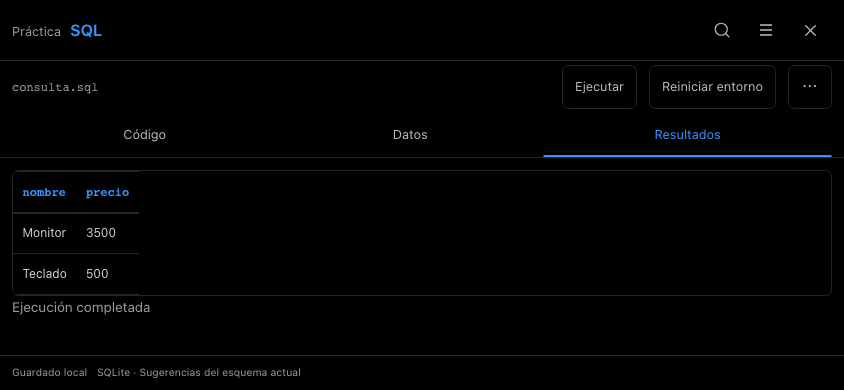 Práctica SQL
consulta.sql Ejecutar Reiniciar entorno ...
Código Datos Resultados
nombre precio
Monitor 3500
Teclado 500
Ejecución completada
Guardado local SQLite · Sugerencias del esquema actual